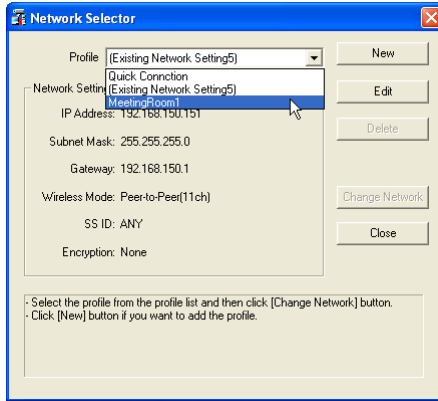 Network Selector
Profile (Existing Network Setting5)
New
Quick Connction
Network Settin (Existing Network Setting5)
Edit
MeetingRoom1
IP Address: 192.168.150.151
Delete
Subnet Mask: 255.255.255.0
Gateway: 192.168.150.1
Wireless Mode: Peer-to-Peer(11ch)
Change Network
SS ID: ANY
Close
Encryption: None
- Select the profile from the profile list and then click [Change Network] button.
- Click [New] button if you want to add the profile.